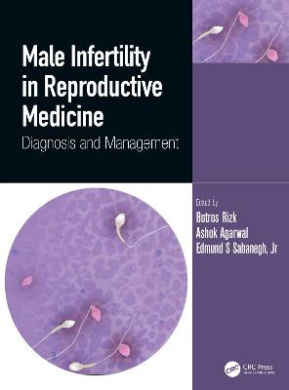 Male Infertility
in Reproductive
Medicine
Diagnosis and Management
Edited by
Botros Rizk
Ashok Agarwal
Edmund S Sabanegh, Jr
CRC Press